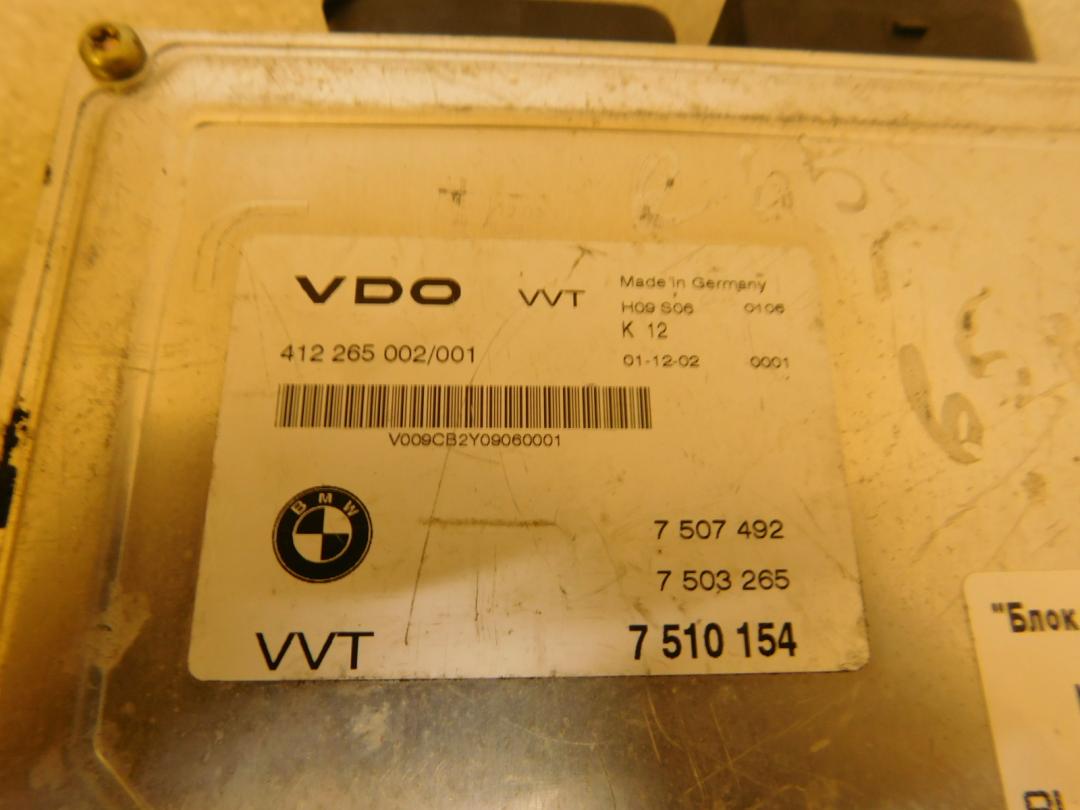 VDO VVT
Made in Germany
H09 S06 0106
K 12
01-12-02 0001
412 265 002/001
V009CB2Y09060001
BMW
7 507 492
7 503 265
VVT 7 510 154
"Блок